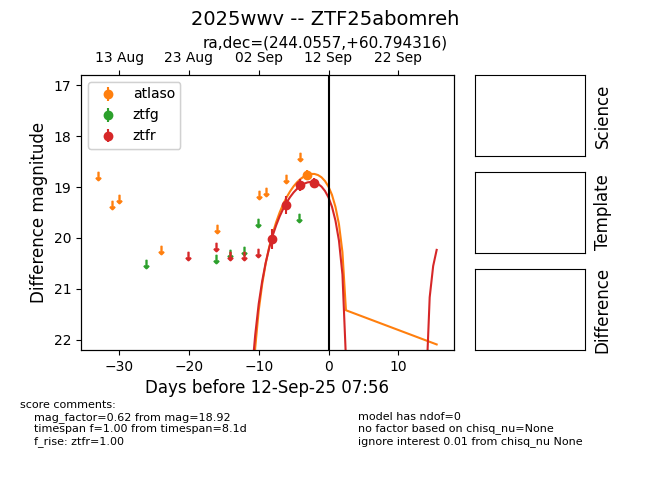 2025wwv -- ZTF25abomreh
ra,dec=(244.0557,+60.794316)
13 Aug 23 Aug 02 Sep 12 Sep 22 Sep
17
18
19
20
21
22
Difference magnitude
atlaso
ztfg
ztfr
−30 −20 −10 0 10
Days before 12-Sep-25 07:56
Science
Template
Difference
score comments:
mag_factor=0.62 from mag=18.92
timespan f=1.00 from timespan=8.1d
f_rise: ztfr=1.00
model has ndof=0
no factor based on chisq_nu=None
ignore interest 0.01 from chisq_nu None